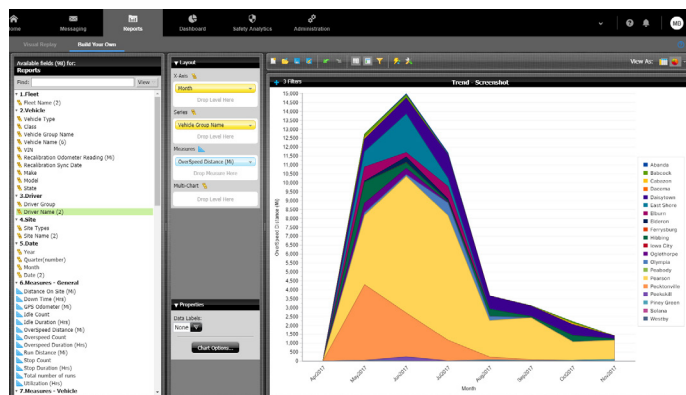 Home
Messaging
Reports
Dashboard
Safety Analytics
Administration
MD
Visual Replay
Build Your Own
Available fields (98) for:
Reports
Find:
View
1.Fleet
Fleet Name (2)
2.Vehicle
Vehicle Type
Class
Vehicle Group Name
Vehicle Name (6)
VIN
Recalibration Odometer Reading (Mi)
Recalibration Sync Date
Make
Model
State
3.Driver
Driver Group
Driver Name (2)
4.Site
Site Types
Site Name (2)
5.Date
Year
Quarter(number)
Month
Date (2)
6.Measures - General
Distance On Site (Mi)
Down Time (Hrs)
GPS Odometer (Mi)
Idle Count
Idle Duration (Hrs)
OverSpeed Distance (Mi)
Overspeed Count
Overspeed Duration (Hrs)
Run Distance (Mi)
Stop Count
Stop Duration (Hrs)
Total number of runs
Utilization (Hrs)
7.Measures - Vehicle
Layout
X-Axis
Month
Drop Level Here
Series
Vehicle Group Name
Drop Level Here
Measures
OverSpeed Distance (Mi)
Drop Measure Here
Multi-Chart
Drop Level Here
Properties
Data Labels:
None
Chart Options...
View As:
3 Filters
Trend - Screenshot
15,000
14,500
14,000
13,500
13,000
12,500
12,000
11,500
11,000
10,500
10,000
9,500
9,000
8,500
8,000
7,500
7,000
6,500
6,000
5,500
5,000
4,500
4,000
3,500
3,000
2,500
2,000
1,500
1,000
500
0
OverSpeed Distance (Mi)
Apr2017
May2017
Jun2017
Jul2017
Aug2017
Sep2017
Oct2017
Nov2017
Month
Abanda
Babcock
Cabazon
Dacoma
Daisytown
East Shore
Elburn
Elderon
Ferrysburg
Hibbing
Iowa City
Oglethorpe
Olympia
Peabody
Pearson
Pecktonville
Peekskill
Piney Green
Solana
Westby